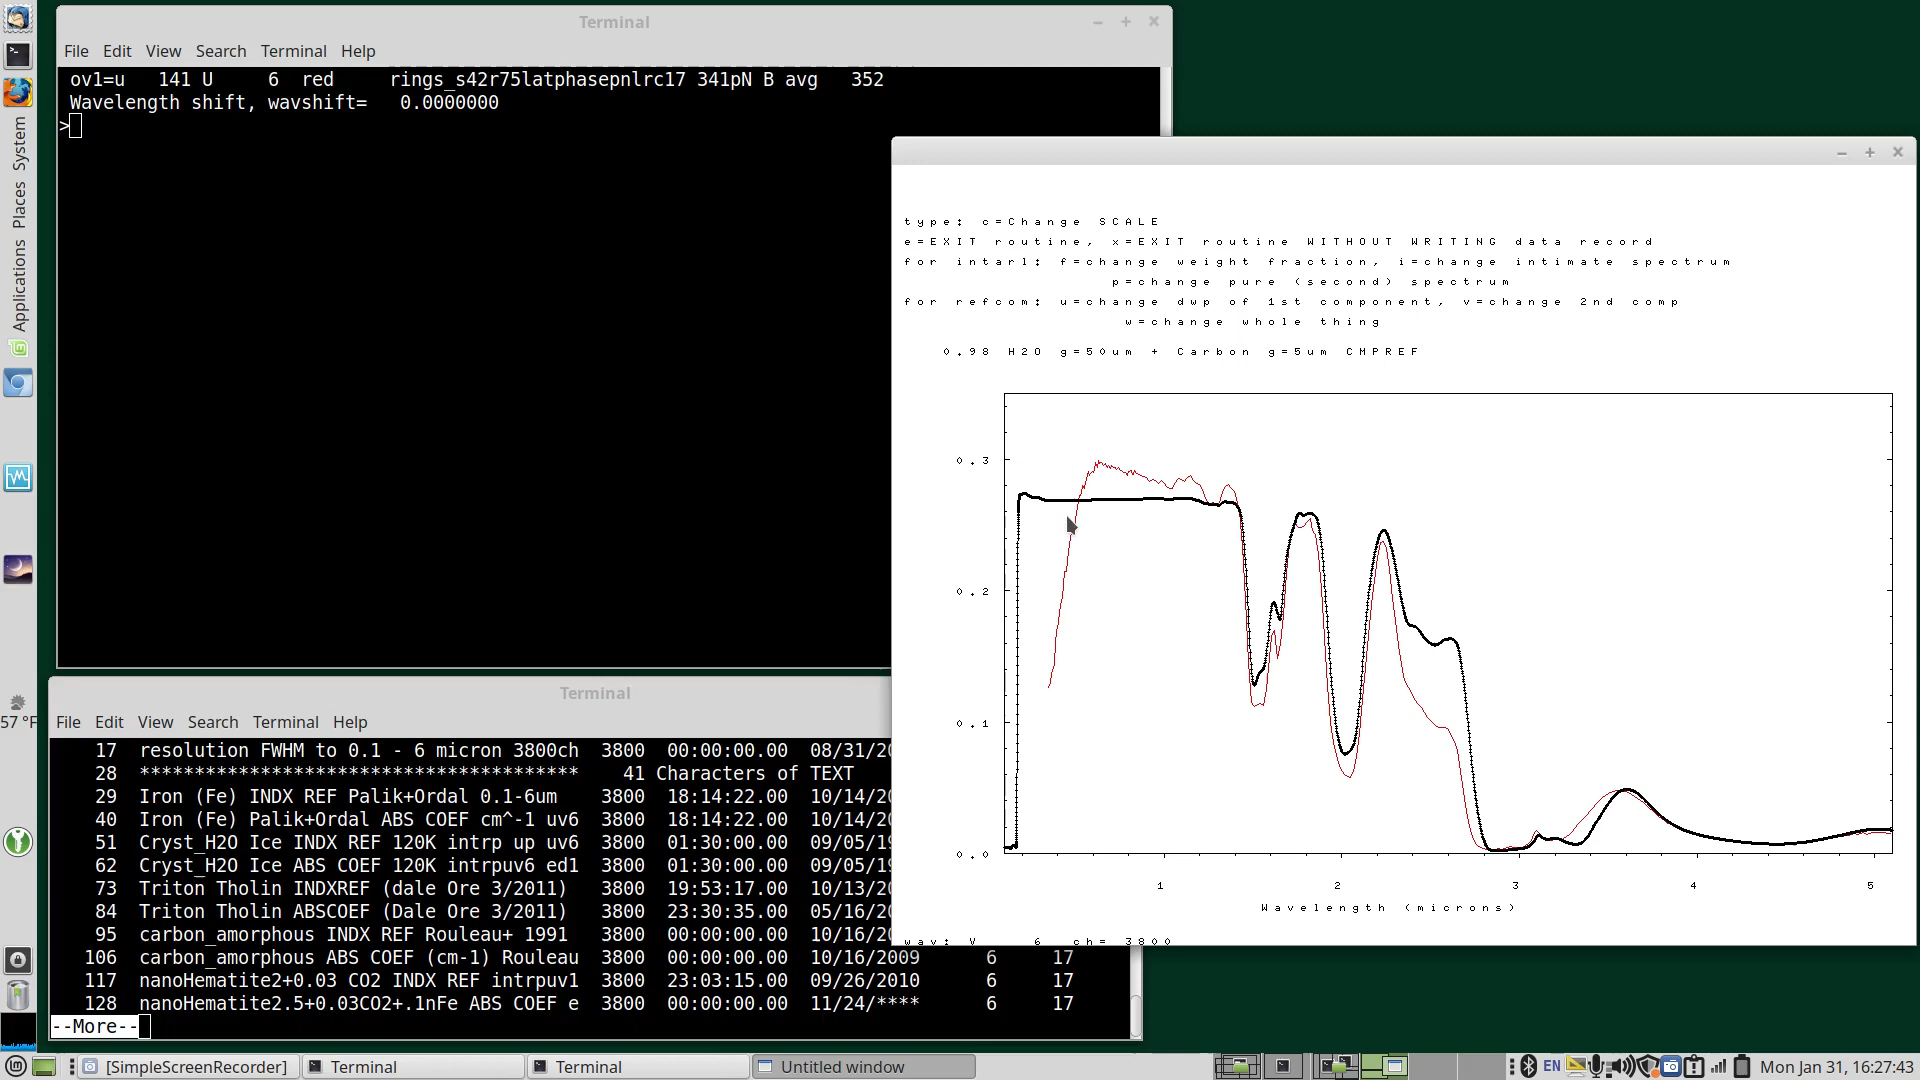 Terminal
File Edit View Search Terminal Help
ov1=u 141 U 6 red rings_s42r75latphasepnlrc17 341pN B avg 352
Wavelength shift, wavshift= 0.0000000
>
System
Places
Applications
57 °F
type: c=Change SCALE
e=EXIT routine, x=EXIT routine WITHOUT WRITING data record
for intarl: f=change weight fraction, i=change intimate spectrum
p=change pure (second) spectrum
for refcom: u=change dwp of 1st component, v=change 2nd comp
w=change whole thing
0.98 H2O g=50um + Carbon g=5um CMPREF
0.3
0.2
0.1
0.0
1 2 3 4 5
Wavelength (microns)
wav: V 6 ch= 3800
Terminal
File Edit View Search Terminal Help
17 resolution FWHM to 0.1 - 6 micron 3800ch 3800 00:00:00.00 08/31/20
28 **************************************** 41 Characters of TEXT
29 Iron (Fe) INDX REF Palik+Ordal 0.1-6um 3800 18:14:22.00 10/14/20
40 Iron (Fe) Palik+Ordal ABS COEF cm^-1 uv6 3800 18:14:22.00 10/14/20
51 Cryst_H2O Ice INDX REF 120K intrp up uv6 3800 01:30:00.00 09/05/19
62 Cryst_H2O Ice ABS COEF 120K intrpuv6 ed1 3800 01:30:00.00 09/05/19
73 Triton Tholin INDXREF (dale Ore 3/2011) 3800 19:53:17.00 10/13/20
84 Triton Tholin ABSCOEF (Dale Ore 3/2011) 3800 23:30:35.00 05/16/20
95 carbon_amorphous INDX REF Rouleau+ 1991 3800 00:00:00.00 10/16/20
106 carbon_amorphous ABS COEF (cm-1) Rouleau 3800 00:00:00.00 10/16/2009 6 17
117 nanoHematite2+0.03 CO2 INDX REF intrpuv1 3800 23:03:15.00 09/26/2010 6 17
128 nanoHematite2.5+0.03CO2+.1nFe ABS COEF e 3800 00:00:00.00 11/24/**** 6 17
--More--
[SimpleScreenRecorder] Terminal Terminal Untitled window EN Mon Jan 31, 16:27:43